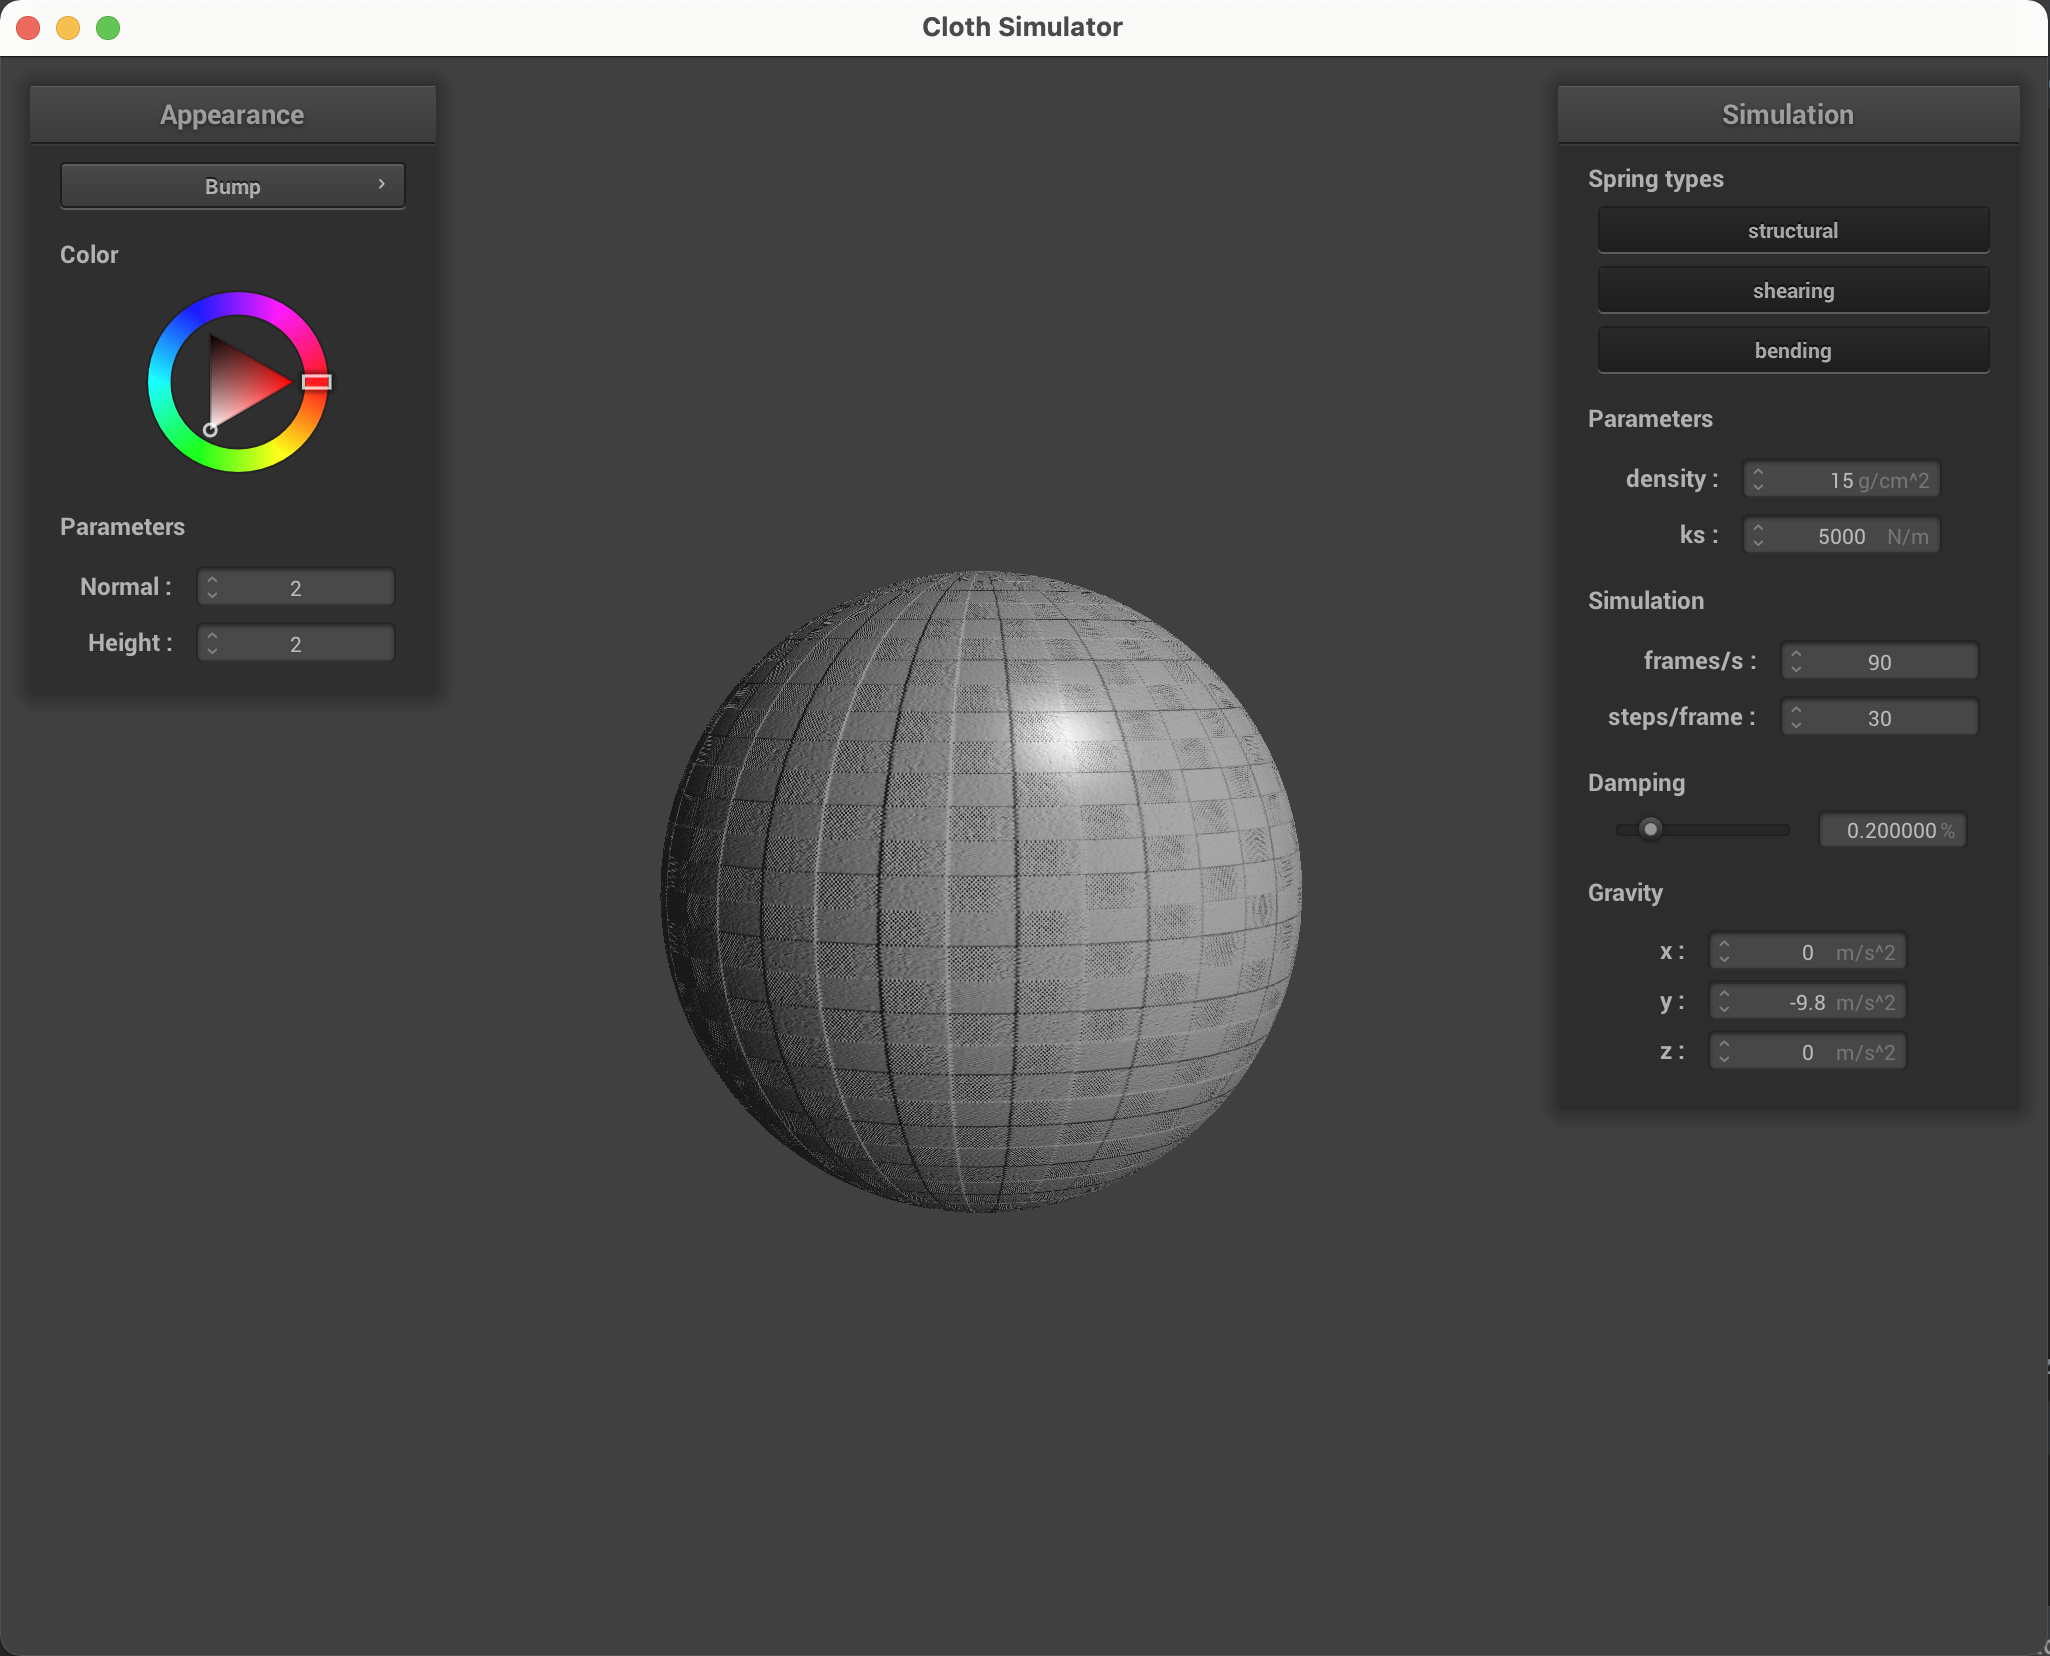 Cloth Simulator
Appearance
Bump
Color
Parameters
Normal : 2
Height : 2
Simulation
Spring types
structural
shearing
bending
Parameters
density : 15 g/cm^2
ks : 5000 N/m
Simulation
frames/s : 90
steps/frame : 30
Damping
0.200000 %
Gravity
x : 0 m/s^2
y : -9.8 m/s^2
z : 0 m/s^2